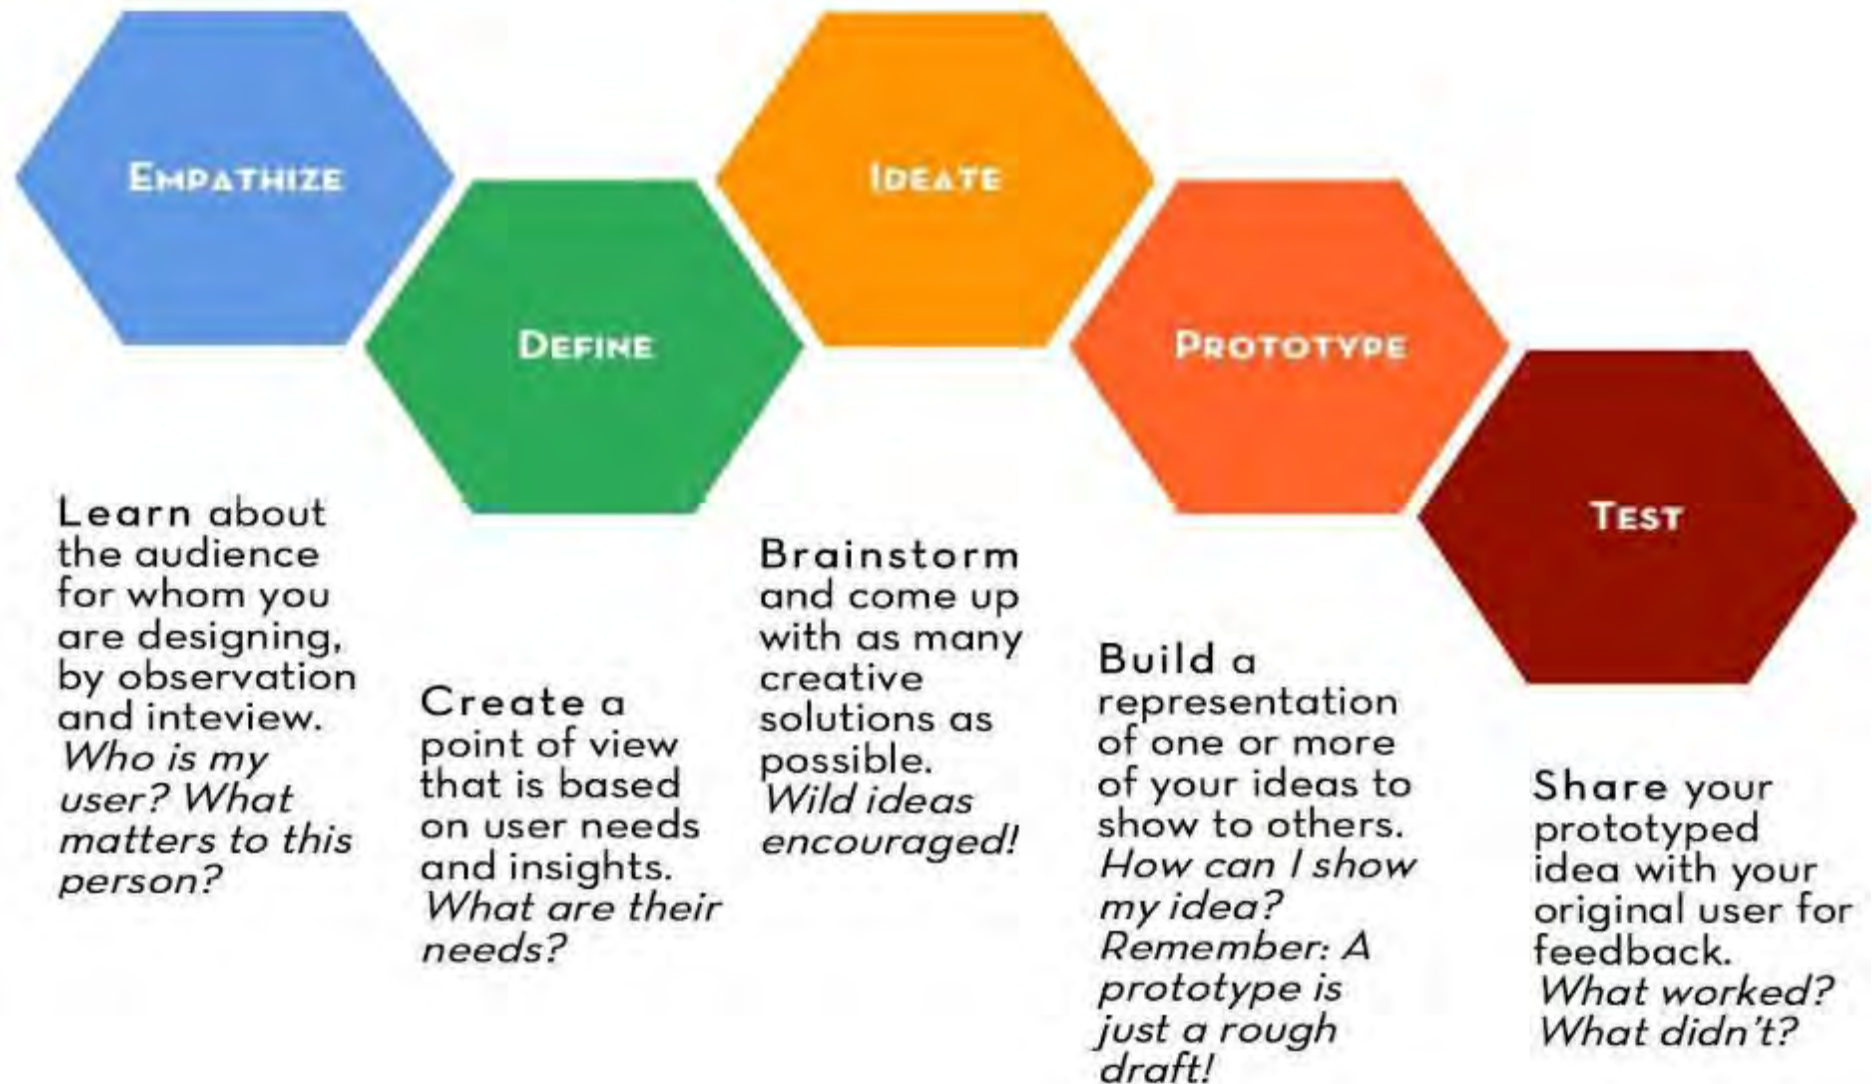 EMPATHIZE
DEFINE
IDEATE
PROTOTYPE
TEST
Learn about
the audience
for whom you
are designing,
by observation
and inteview.
Who is my
user? What
matters to this
person?
Create a
point of view
that is based
on user needs
and insights.
What are their
needs?
Brainstorm
and come up
with as many
creative
solutions as
possible.
Wild ideas
encouraged!
Build a
representation
of one or more
of your ideas to
show to others.
How can I show
my idea?
Remember: A
prototype is
just a rough
draft!
Share your
prototyped
idea with your
original user for
feedback.
What worked?
What didn't?